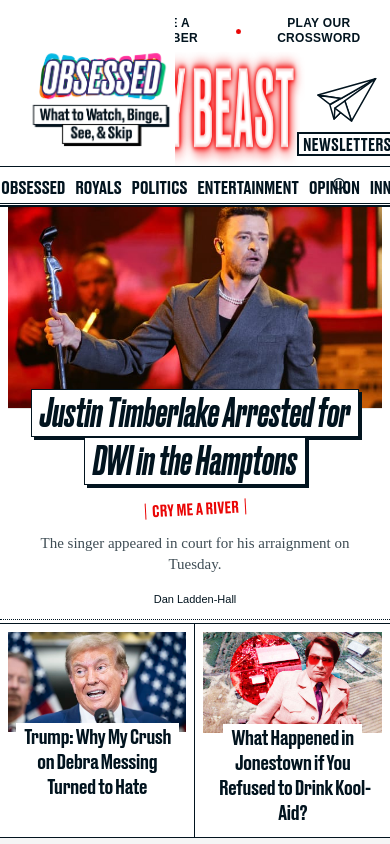 E A
BER
PLAY OUR
CROSSWORD
OBSESSED
What to Watch, Binge,
See, & Skip
Y BEAST
NEWSLETTERS
OBSESSED ROYALS POLITICS ENTERTAINMENT OPINION INN
Justin Timberlake Arrested for
DWI in the Hamptons
CRY ME A RIVER
The singer appeared in court for his arraignment on
Tuesday.
Dan Ladden-Hall
Trump: Why My Crush
on Debra Messing
Turned to Hate
What Happened in
Jonestown if You
Refused to Drink Kool-
Aid?